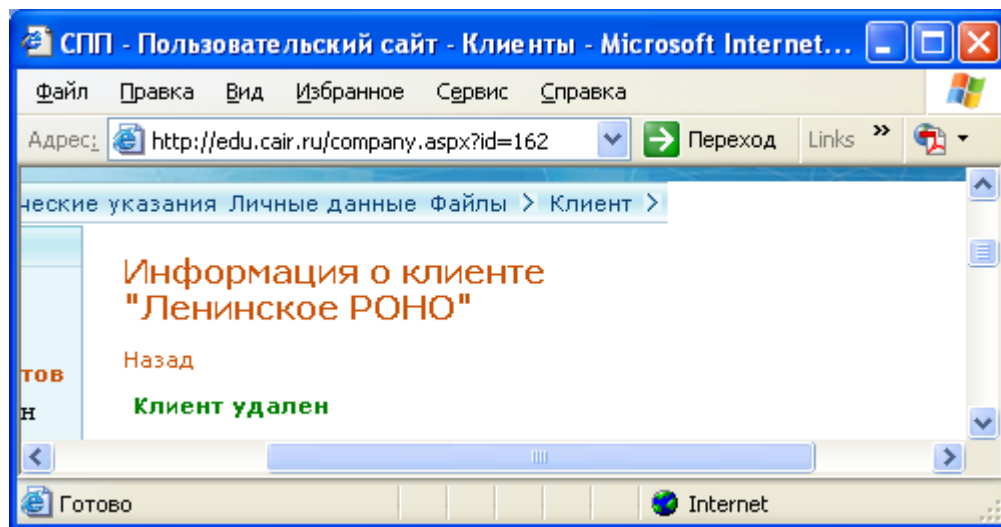 СПП - Пользовательский сайт - Клиенты - Microsoft Internet...
Файл Правка Вид Избранное Сервис Справка
Адрес: http://edu.cair.ru/company.aspx?id=162 Переход Links »
ческие указания Личные данные Файлы > Клиент >
Информация о клиенте
"Ленинское РОНО"
Назад
тов
Клиент удален
н
Готово Internet